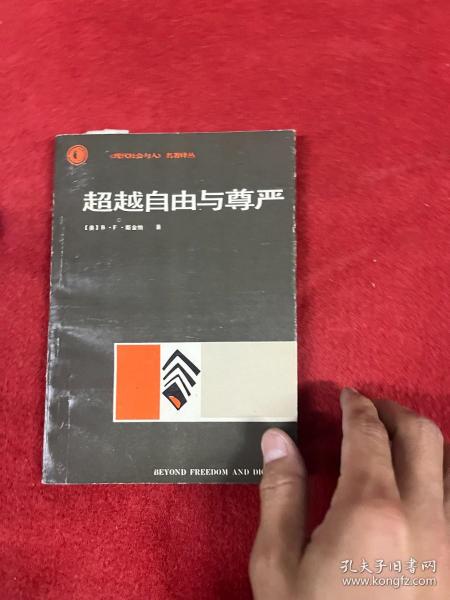 《现代社会与人》名著译丛
超越自由与尊严
【美】B·F·斯金纳 著
BEYOND FREEDOM AND DIG
孔夫子旧书网
www.kongfz.com